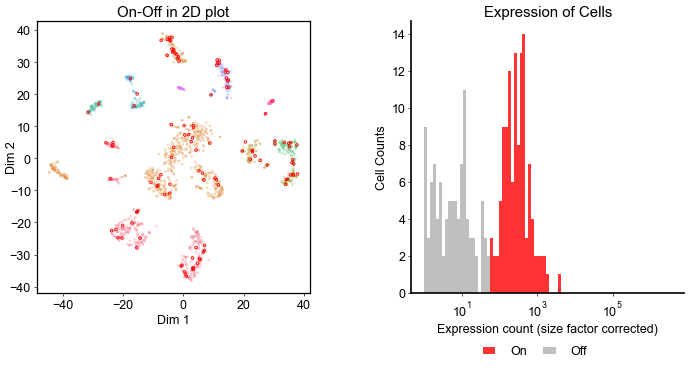 On-Off in 2D plot
Expression of Cells
40
30
20
10
0
−10
−20
−30
−40
Dim 2
−40 −20 0 20 40
Dim 1
14
12
10
8
6
4
2
0
Cell Counts
10^1 10^3 10^5
Expression count (size factor corrected)
On Off